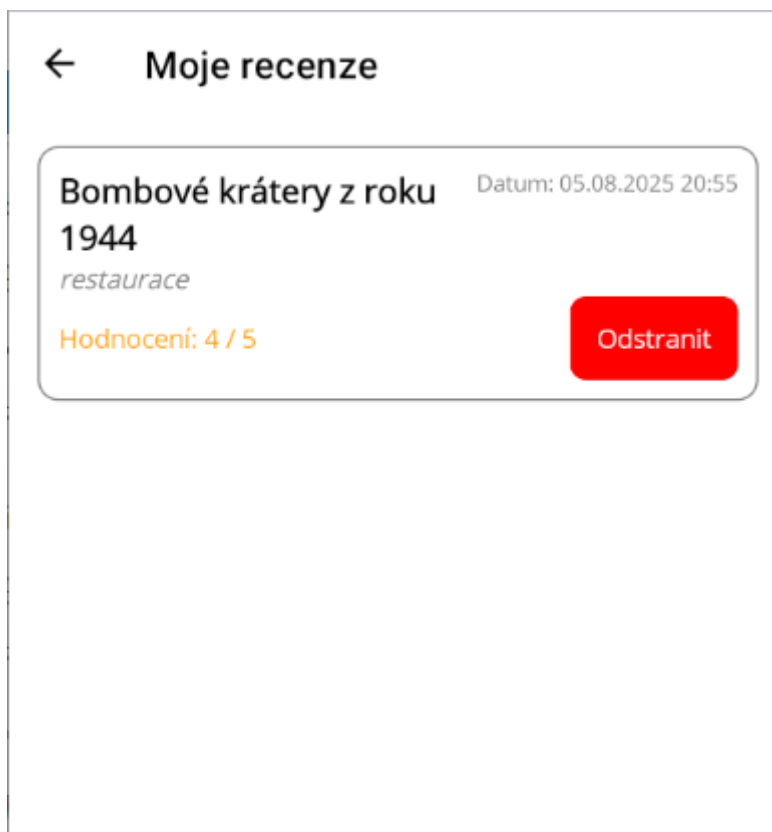 Moje recenze
Bombové krátery z roku
1944
Datum: 05.08.2025 20:55
restaurace
Hodnocení: 4 / 5
Odstranit